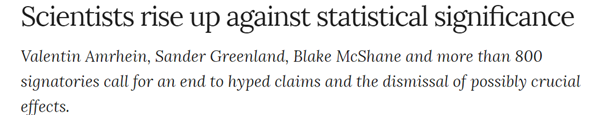 Scientists rise up against statistical significance
Valentin Amrhein, Sander Greenland, Blake McShane and more than 800
signatories call for an end to hyped claims and the dismissal of possibly crucial
effects.